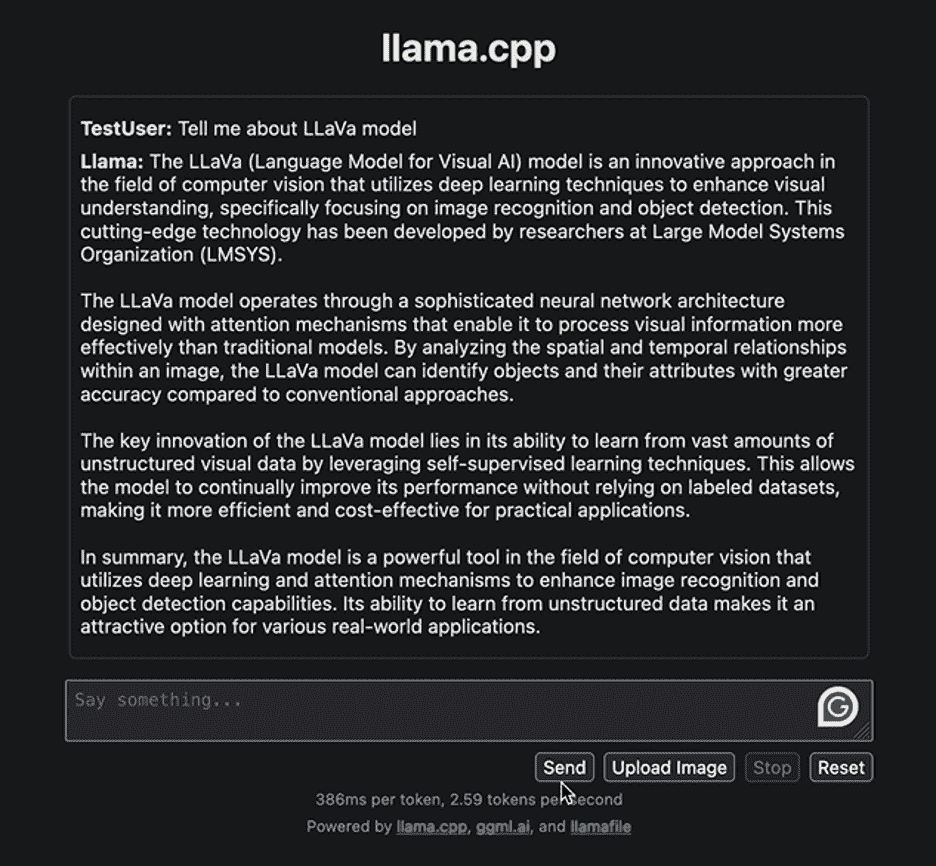 llama.cpp
TestUser: Tell me about LLaVa model
Llama: The LLaVa (Language Model for Visual AI) model is an innovative approach in
the field of computer vision that utilizes deep learning techniques to enhance visual
understanding, specifically focusing on image recognition and object detection. This
cutting-edge technology has been developed by researchers at Large Model Systems
Organization (LMSYS).
The LLaVa model operates through a sophisticated neural network architecture
designed with attention mechanisms that enable it to process visual information more
effectively than traditional models. By analyzing the spatial and temporal relationships
within an image, the LLaVa model can identify objects and their attributes with greater
accuracy compared to conventional approaches.
The key innovation of the LLaVa model lies in its ability to learn from vast amounts of
unstructured visual data by leveraging self-supervised learning techniques. This allows
the model to continually improve its performance without relying on labeled datasets,
making it more efficient and cost-effective for practical applications.
In summary, the LLaVa model is a powerful tool in the field of computer vision that
utilizes deep learning and attention mechanisms to enhance image recognition and
object detection capabilities. Its ability to learn from unstructured data makes it an
attractive option for various real-world applications.
Say something...
Send Upload Image Stop Reset
386ms per token, 2.59 tokens per second
Powered by llama.cpp, ggml.ai, and llamafile